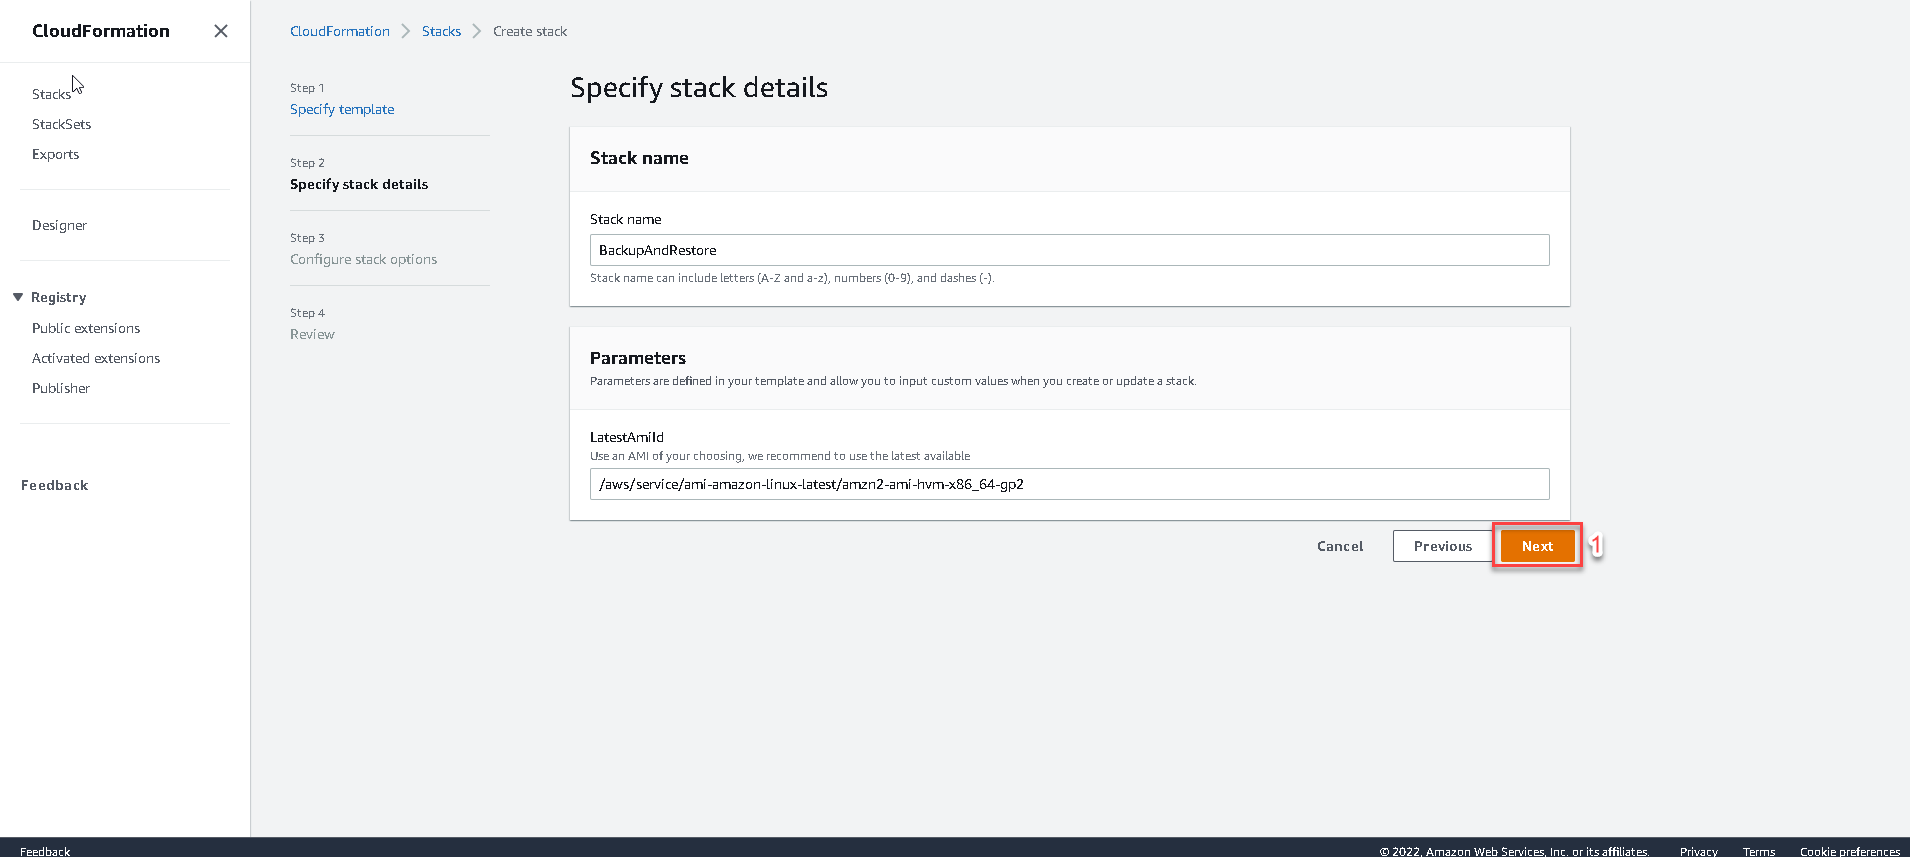 CloudFormation
Stacks
StackSets
Exports
Designer
Registry
Public extensions
Activated extensions
Publisher
Feedback
CloudFormation Stacks Create stack
Step 1
Specify template
Step 2
Specify stack details
Step 3
Configure stack options
Step 4
Review
Specify stack details
Stack name
Stack name
BackupAndRestore
Stack name can include letters (A-Z and a-z), numbers (0-9), and dashes (-).
Parameters
Parameters are defined in your template and allow you to input custom values when you create or update a stack.
LatestAmiId
Use an AMI of your choosing, we recommend to use the latest available
/aws/service/ami-amazon-linux-latest/amzn2-ami-hvm-x86_64-gp2
Cancel Previous Next 1
Feedback © 2022, Amazon Web Services, Inc. or its affiliates. Privacy Terms Cookie preferences